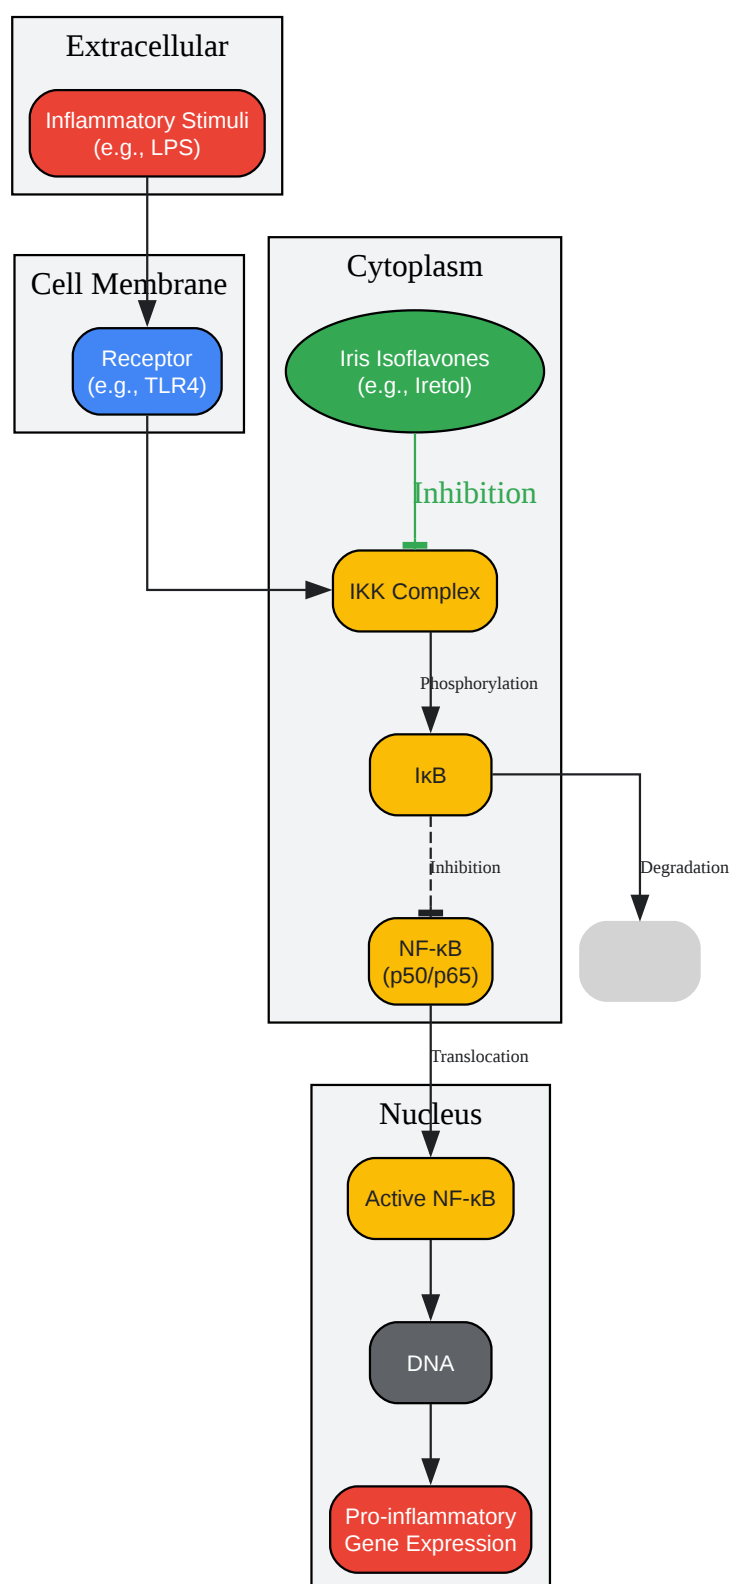 Extracellular
Inflammatory Stimuli
(e.g., LPS)
Cell Membrane
Receptor
(e.g., TLR4)
Cytoplasm
Iris Isoflavones
(e.g., Iretol)
Inhibition
IKK Complex
Phosphorylation
IκB
Inhibition
Degradation
NF-κB
(p50/p65)
Translocation
Nucleus
Active NF-κB
DNA
Pro-inflammatory
Gene Expression